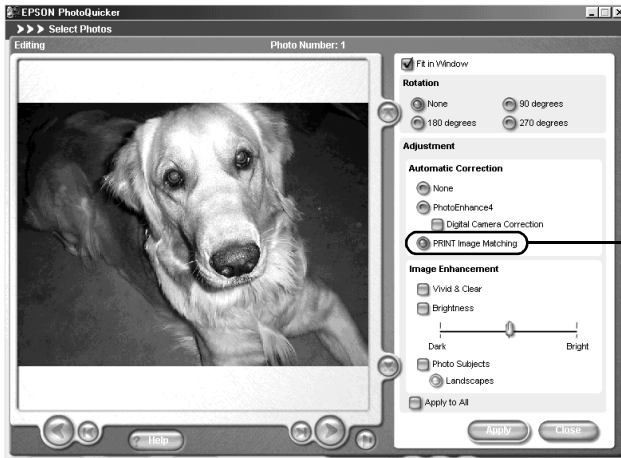 EPSON PhotoQuicker
>>> Select Photos
Editing Photo Number: 1
Fit in Window
Rotation
None 90 degrees
180 degrees 270 degrees
Adjustment
Automatic Correction
None
PhotoEnhance4
Digital Camera Correction
PRINT Image Matching
Image Enhancement
Vivid & Clear
Brightness
Dark Bright
Photo Subjects
Landscapes
Apply to All
? Help
Apply Close